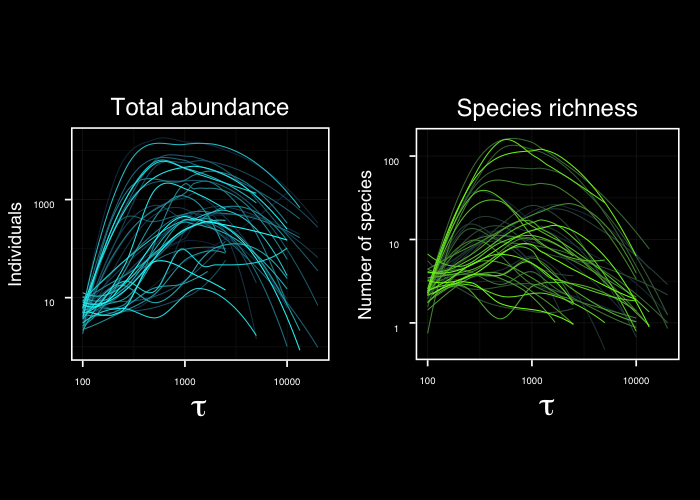 Total abundance
Individuals
1000
10
100
1000
10000
τ
Species richness
Number of species
100
10
1
100
1000
10000
τ